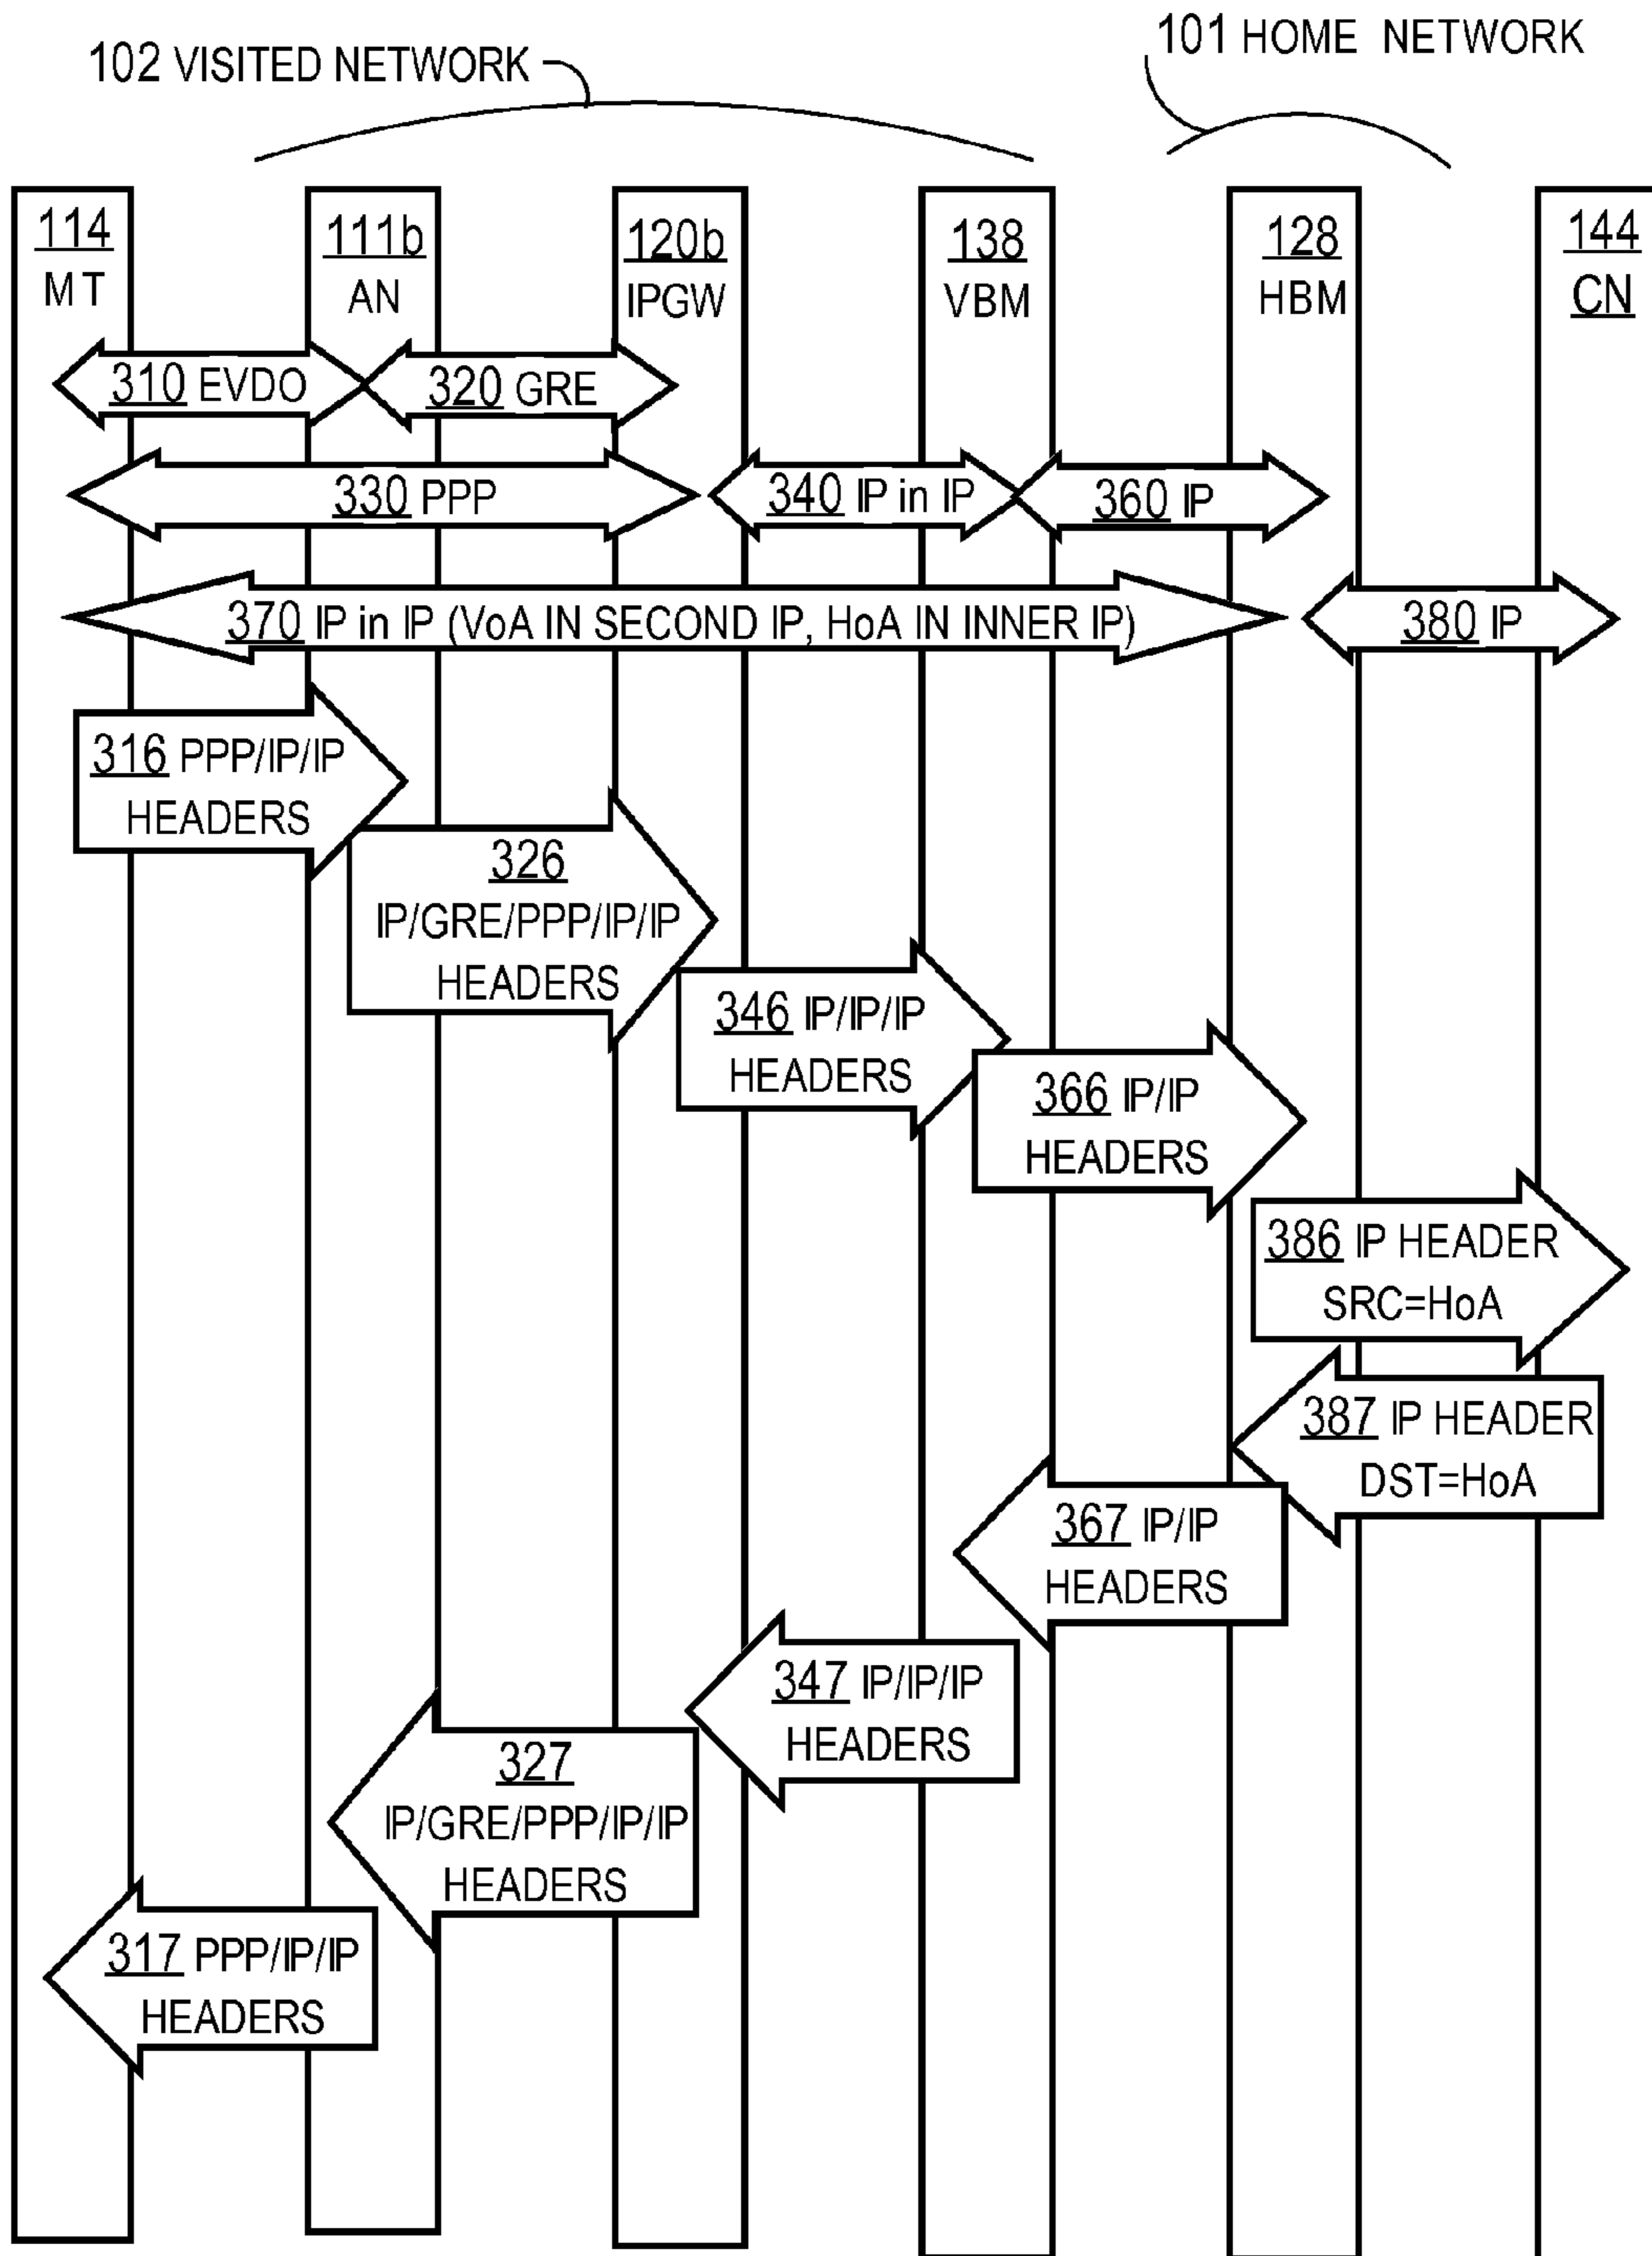 101 HOME NETWORK
102 VISITED NETWORK
114
MT
111b
AN
120b
IPGW
138
VBM
128
HBM
144
CN
310 EVDO
320 GRE
330 PPP
340 IP in IP
360 IP
370 IP in IP (VoA IN SECOND IP, HoA IN INNER IP)
380 IP
316 PPP/IP/IP
HEADERS
326
IP/GRE/PPP/IP/IP
HEADERS
346 IP/IP/IP
HEADERS
366 IP/IP
HEADERS
386 IP HEADER
SRC=HoA
387 IP HEADER
DST=HoA
367 IP/IP
HEADERS
347 IP/IP/IP
HEADERS
327
IP/GRE/PPP/IP/IP
HEADERS
317 PPP/IP/IP
HEADERS